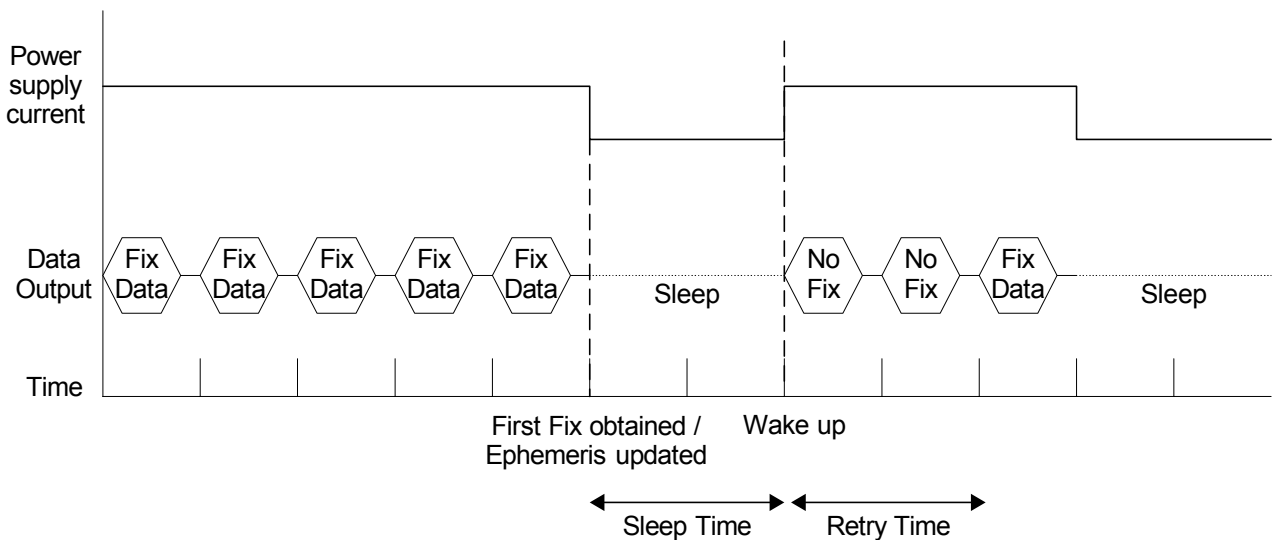 Power
supply
current
Data
Output
Fix
Data
Fix
Data
Fix
Data
Fix
Data
Fix
Data
Sleep
No
Fix
No
Fix
Fix
Data
Sleep
Time
First Fix obtained /
Ephemeris updated
Wake up
Sleep Time
Retry Time